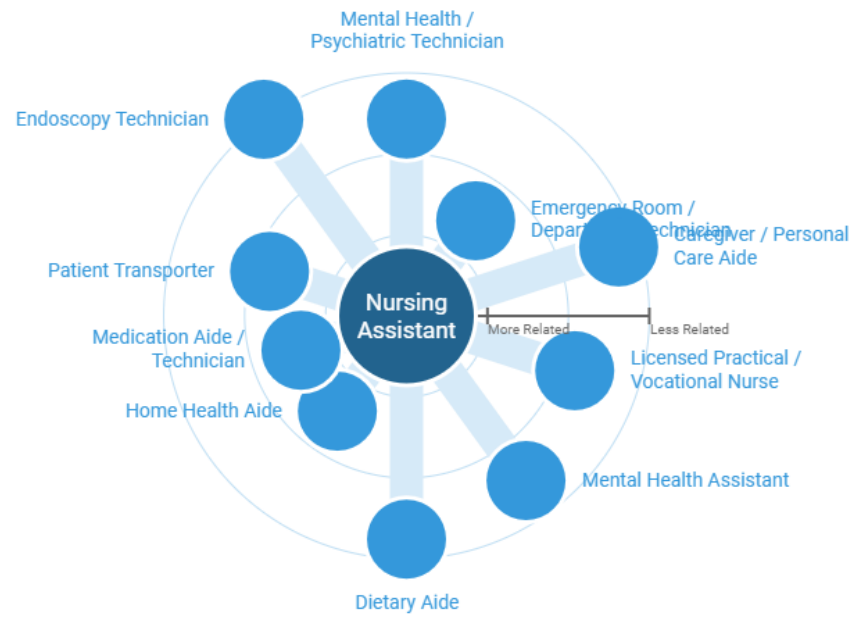 Mental Health /
Psychiatric Technician
Endoscopy Technician
Emergency Room /
Technician
Caregiver / Personal
Care Aide
Patient Transporter
Nursing
Assistant
More Related
Less Related
Medication Aide /
Technician
Licensed Practical /
Vocational Nurse
Home Health Aide
Mental Health Assistant
Dietary Aide